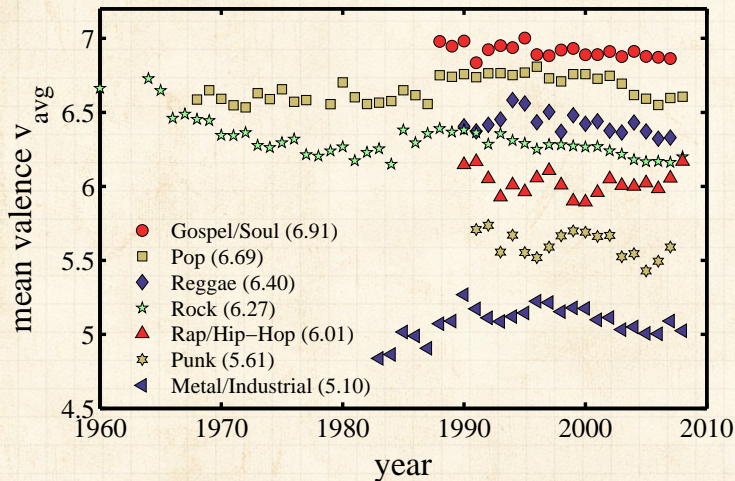 7
6.5
6
5.5
5
4.5
mean valence v_avg
Gospel/Soul (6.91)
Pop (6.69)
Reggae (6.40)
Rock (6.27)
Rap/Hip−Hop (6.01)
Punk (5.61)
Metal/Industrial (5.10)
1960 1970 1980 1990 2000 2010
year